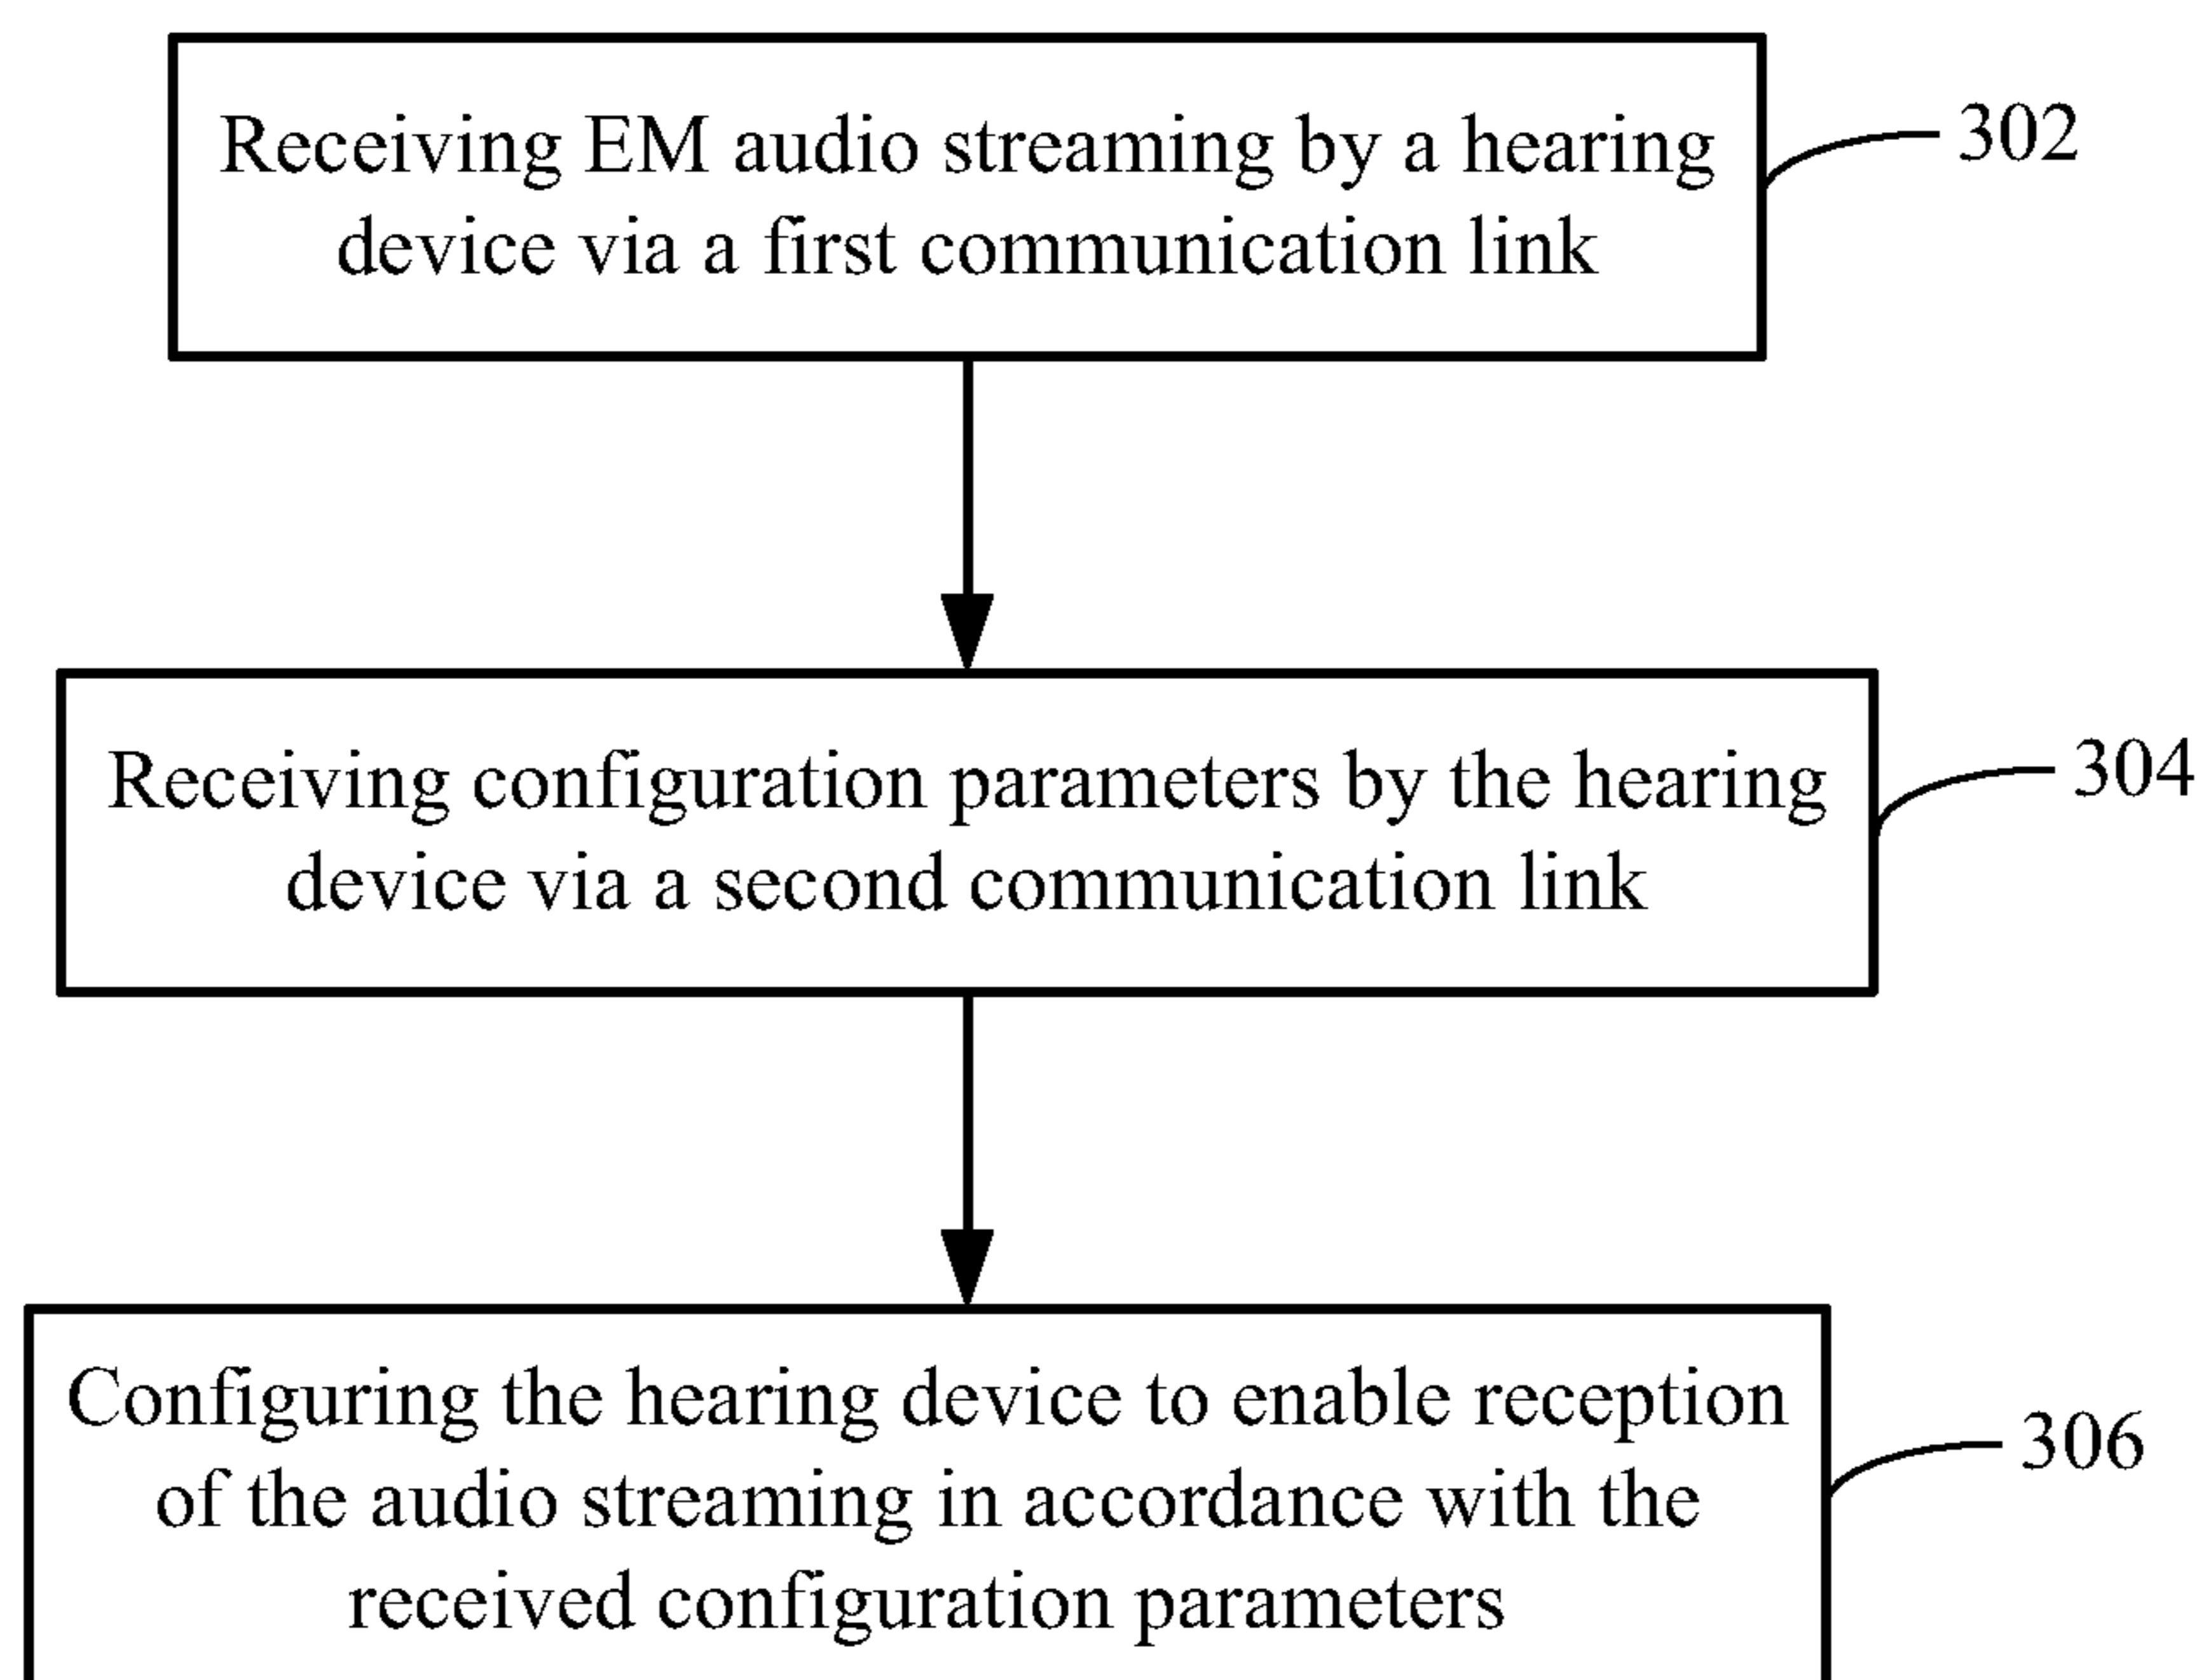 Receiving EM audio streaming by a hearing
device via a first communication link
302
Receiving configuration parameters by the hearing
device via a second communication link
304
Configuring the hearing device to enable reception
of the audio streaming in accordance with the
received configuration parameters
306